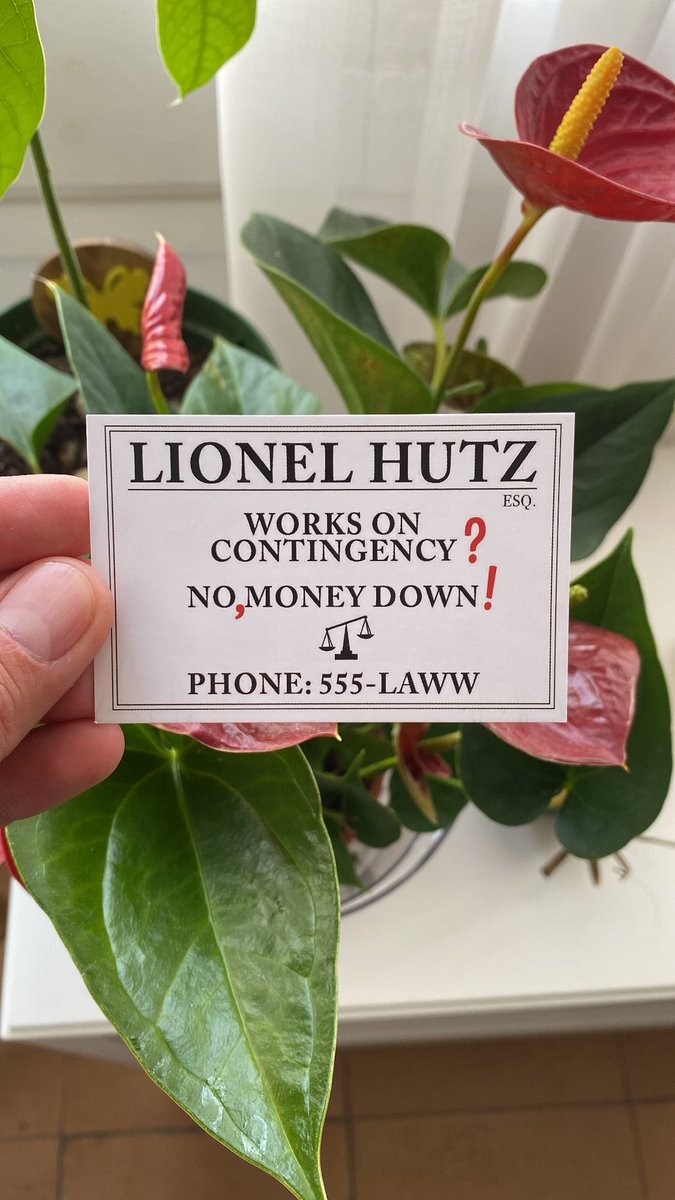 LIONEL HUTZ
ESQ.
WORKS ON
CONTINGENCY?
NO, MONEY DOWN!
PHONE: 555-LAWW